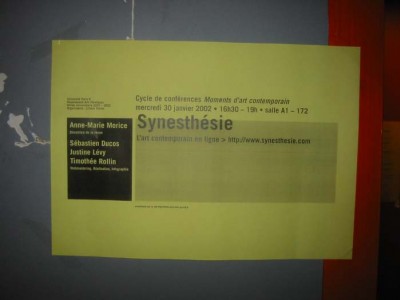 Cycle de conférences Moments d'art contemporain
mercredi 30 janvier 2002 • 16h30 – 19h • salle A1 – 172
Synesthésie
L'art contemporain en ligne > http://www.synesthesie.com
Anne-Marie Morice
Sébastien Ducas
Justine Lévy
Timothée Rollin